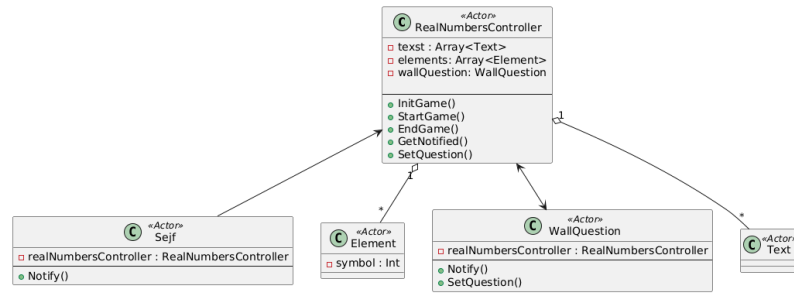 C «Actor»
RealNumbersController
texst : Array<Text>
elements: Array<Element>
wallQuestion: WallQuestion
InitGame()
StartGame()
EndGame()
GetNotified()
SetQuestion()
1
1
*
*
C «Actor»
Sejf
realNumbersController : RealNumbersController
Notify()
C «Actor»
Element
symbol : Int
C «Actor»
WallQuestion
realNumbersController : RealNumbersController
Notify()
SetQuestion()
C «Actor»
Text